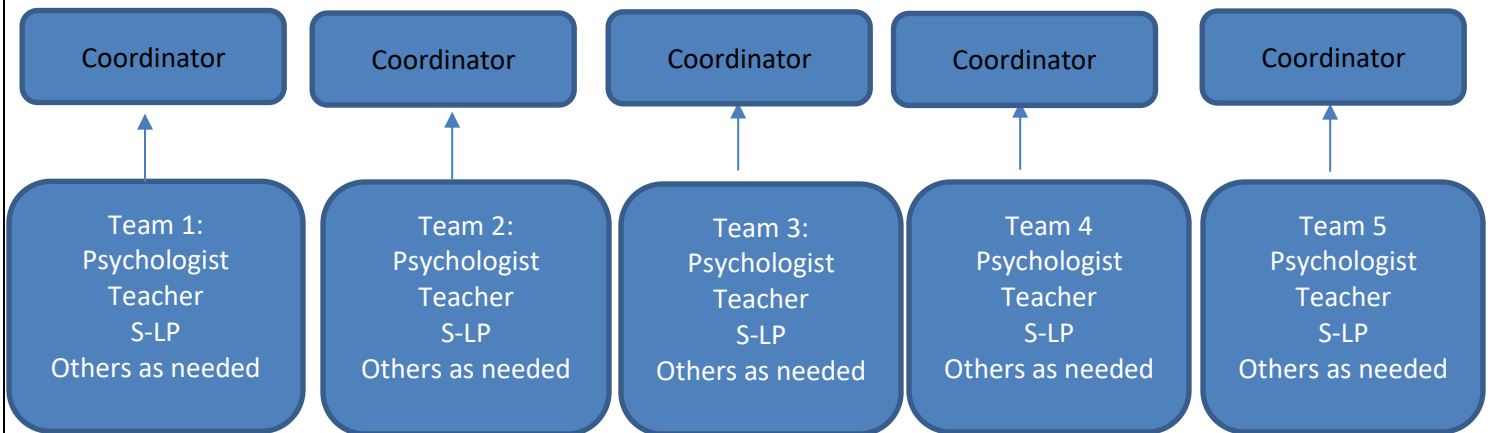 Coordinator
Coordinator
Coordinator
Coordinator
Coordinator
Team 1:
Psychologist
Teacher
S-LP
Others as needed
Team 2:
Psychologist
Teacher
S-LP
Others as needed
Team 3:
Psychologist
Teacher
S-LP
Others as needed
Team 4
Psychologist
Teacher
S-LP
Others as needed
Team 5
Psychologist
Teacher
S-LP
Others as needed